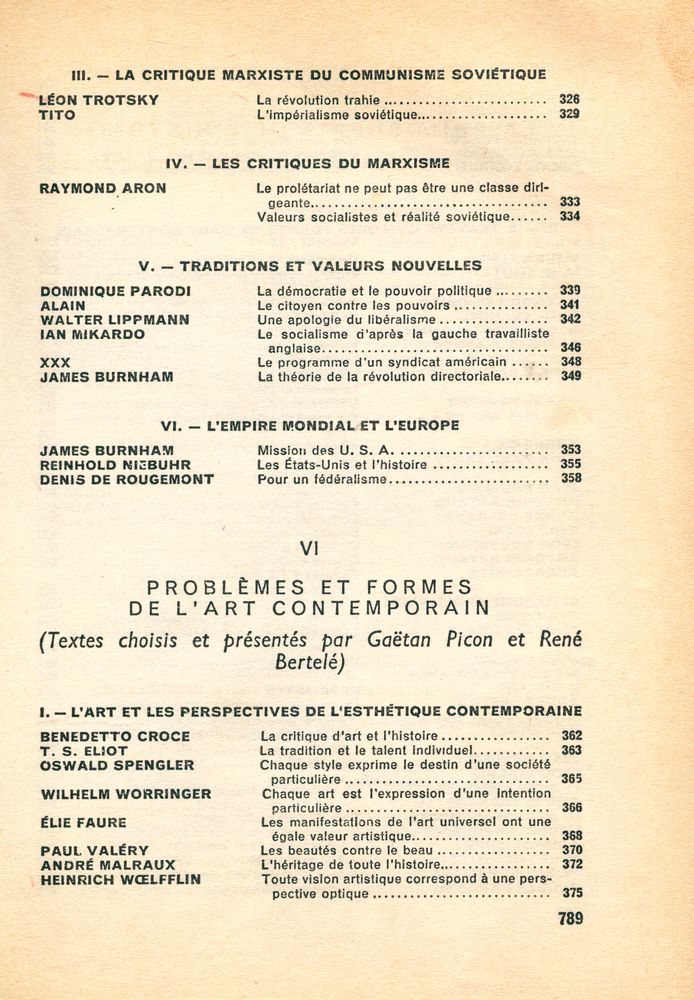 III. — LA CRITIQUE MARXISTE DU COMMUNISME SOVIÉTIQUE
LÉON TROTSKY La révolution trahie ........................ 326
TITO L'impérialisme soviétique..................... 329
IV. — LES CRITIQUES DU MARXISME
RAYMOND ARON Le prolétariat ne peut pas être une classe diri-
geante.................................. 333
Valeurs socialistes et réalité soviétique...... 334
V. — TRADITIONS ET VALEURS NOUVELLES
DOMINIQUE PARODI La démocratie et le pouvoir politique ........ 339
ALAIN Le citoyen contre les pouvoirs .............. 341
WALTER LIPPMANN Une apologie du libéralisme ................ 342
IAN MIKARDO Le socialisme d'après la gauche travailliste
anglaise.................................. 346
XXX Le programme d'un syndicat américain ...... 348
JAMES BURNHAM La théorie de la révolution directoriale....... 349
VI. — L'EMPIRE MONDIAL ET L'EUROPE
JAMES BURNHAM Mission des U. S. A. ...................... 353
REINHOLD NIEBUHR Les États-Unis et l'histoire ................. 355
DENIS DE ROUGEMONT Pour un fédéralisme........................ 358
VI
PROBLÈMES ET FORMES
DE L'ART CONTEMPORAIN
(Textes choisis et présentés par Gaëtan Picon et René
Bertelé)
I. — L'ART ET LES PERSPECTIVES DE L'ESTHÉTIQUE CONTEMPORAINE
BENEDETTO CROCE La critique d'art et l'histoire ................ 362
T. S. ELIOT La tradition et le talent individuel........... 363
OSWALD SPENGLER Chaque style exprime le destin d'une société
particulière .............................. 365
WILHELM WORRINGER Chaque art est l'expression d'une intention
particulière .............................. 366
ÉLIE FAURE Les manifestations de l'art universel ont une
égale valeur artistique..................... 368
PAUL VALÉRY Les beautés contre le beau ................. 370
ANDRÉ MALRAUX L'héritage de toute l'histoire................ 372
HEINRICH WŒLFFLIN Toute vision artistique correspond à une pers-
pective optique .......................... 375
789